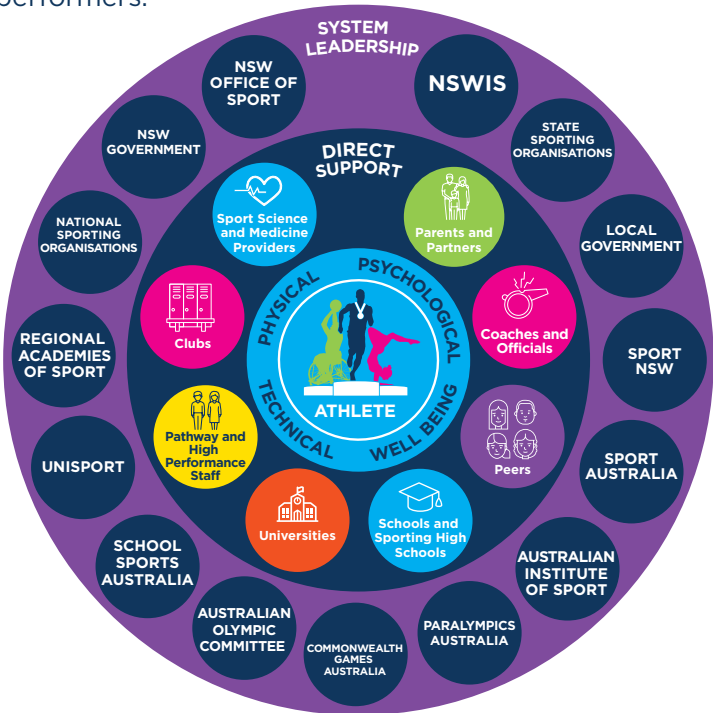 performers.
SYSTEM
LEADERSHIP
NSW
OFFICE OF
SPORT
NSWIS
NSW
GOVERNMENT
STATE
SPORTING
ORGANISATIONS
NATIONAL
SPORTING
ORGANISATIONS
LOCAL
GOVERNMENT
REGIONAL
ACADEMIES
OF SPORT
SPORT
NSW
UNISPORT
SPORT
AUSTRALIA
SCHOOL
SPORTS
AUSTRALIA
AUSTRALIAN
INSTITUTE
OF SPORT
AUSTRALIAN
OLYMPIC
COMMITTEE
COMMONWEALTH
GAMES
AUSTRALIA
PARALYMPICS
AUSTRALIA
DIRECT
SUPPORT
Sport Science
and Medicine
Providers
Parents and
Partners
Clubs
Coaches and
Officials
Pathway and
High
Performance
Staff
Peers
Universities
Schools and
Sporting High
Schools
PHYSICAL
PSYCHOLOGICAL
TECHNICAL
WELL BEING
ATHLETE